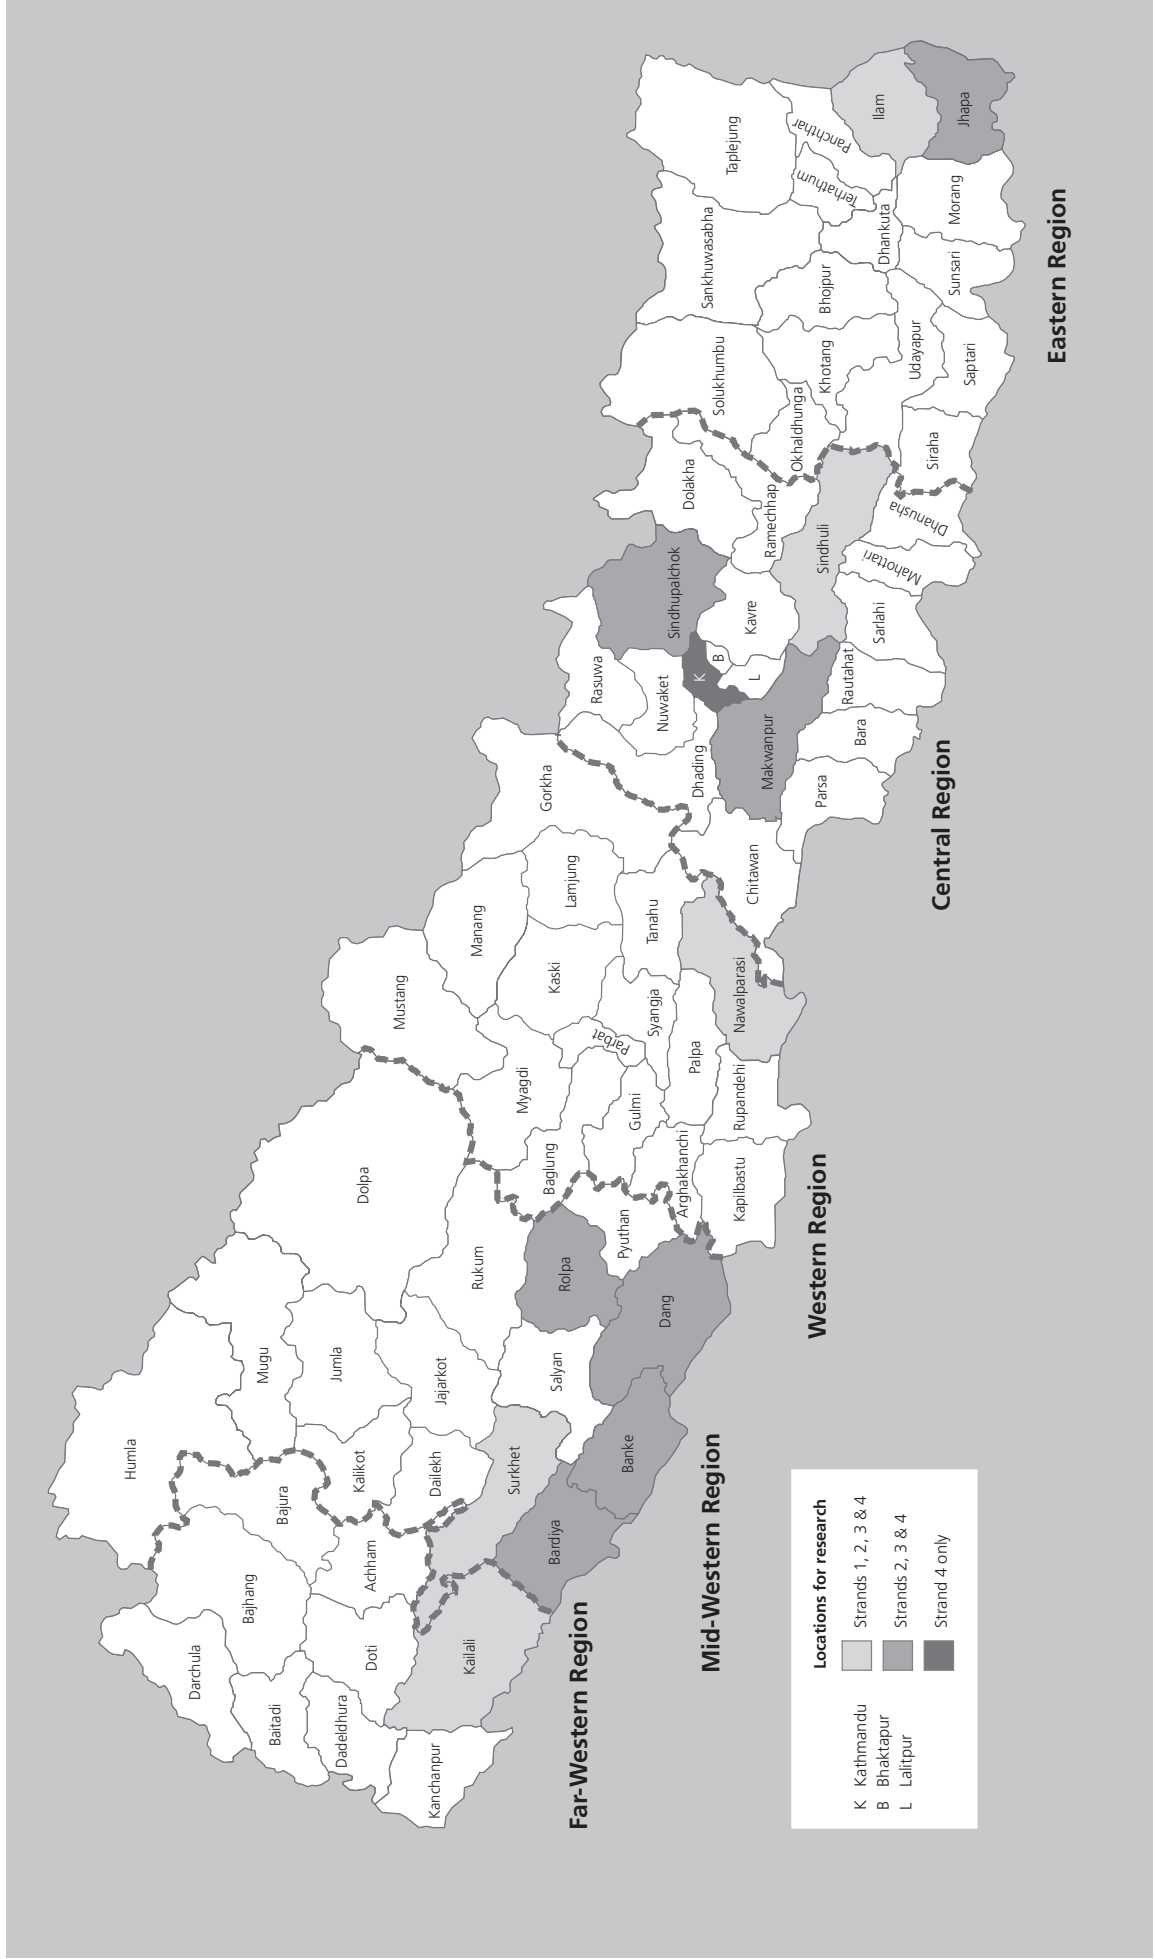 Humla
Darchula
Bajhang
Bajura
Mugu
Baitadi
Dadeldhura
Doti
Achham
Kalikot
Jumla
Dolpa
Kanchanpur
Kailali
Dailekh
Jajarkot
Surkhet
Rukum
Bardiya
Banke
Salyan
Rolpa
Dang
Pyuthan
Mustang
Manang
Myagdi
Kaski
Lamjung
Gorkha
Baglung
Parbat
Gulmi
Syangja
Tanahu
Arghakhanchi
Palpa
Kapilbastu
Rupandehi
Nawalparasi
Rasuwa
Nuwaket
Dhading
Sindhupalchok
Dolakha
K
B
L
Kavre
Ramechhap
Chitawan
Makwanpur
Sindhuli
Parsa
Bara
Rautahat
Sarlahi
Mahottari
Dhanusha
Solukhumbu
Sankhuwasabha
Taplejung
Okhaldhunga
Khotang
Bhojpur
Terhathum
Panchthar
Dhankuta
Ilam
Udayapur
Siraha
Saptari
Sunsari
Morang
Jhapa
Far-Western Region
Mid-Western Region
Western Region
Central Region
Eastern Region
K Kathmandu
B Bhaktapur
L Lalitpur
Locations for research
Strands 1, 2, 3 & 4
Strands 2, 3 & 4
Strand 4 only